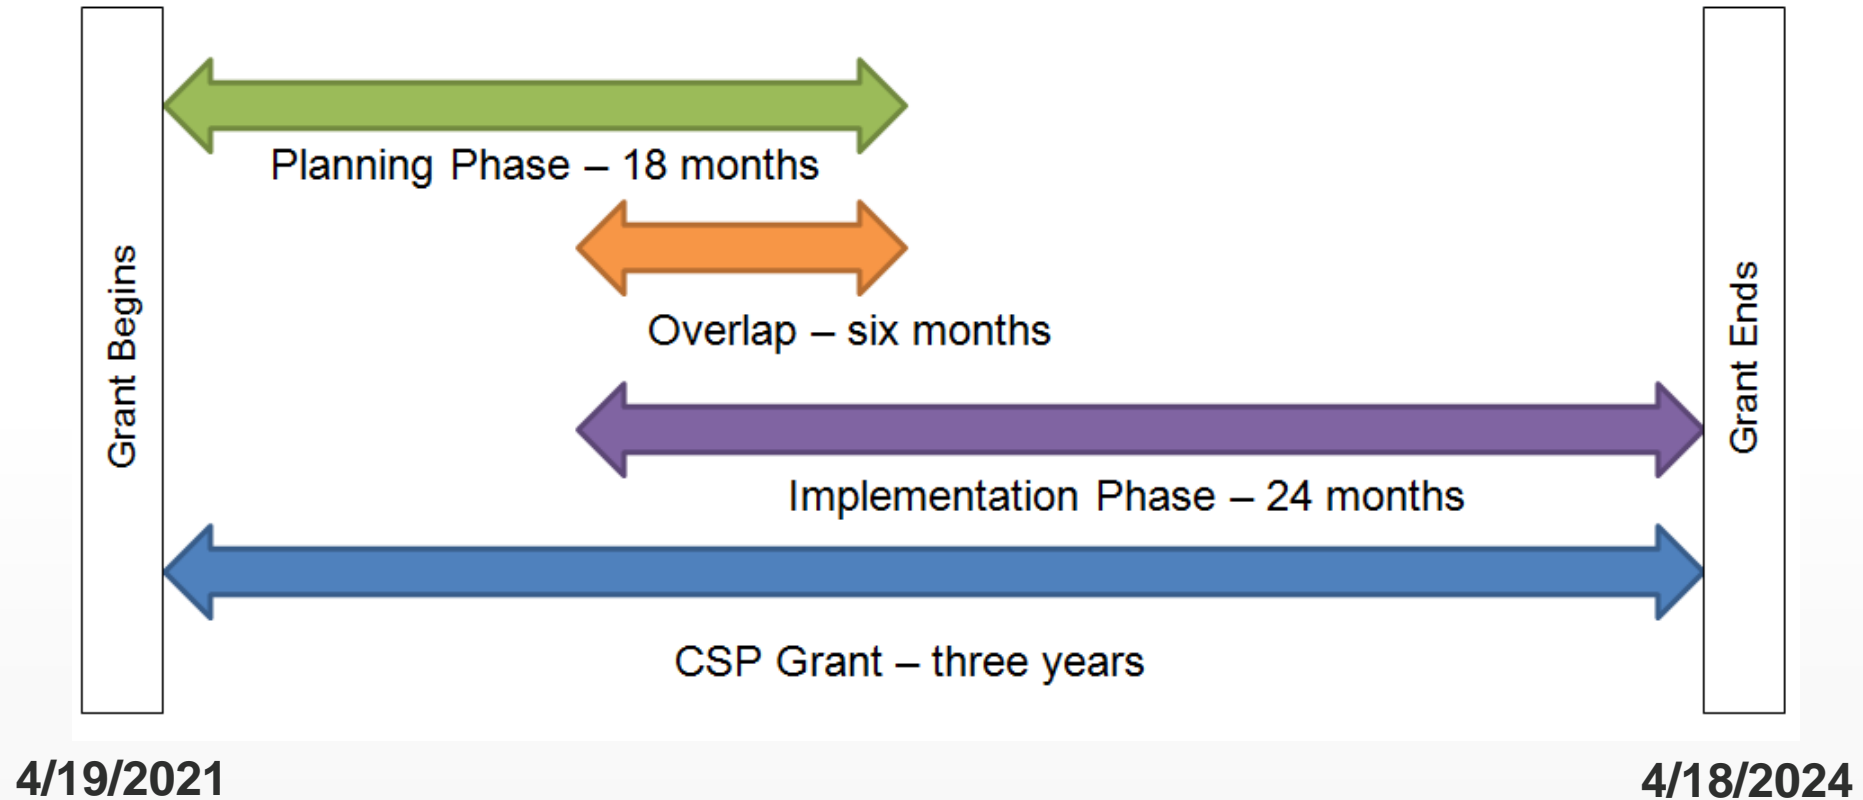 Grant Begins
Planning Phase – 18 months
Overlap – six months
Implementation Phase – 24 months
CSP Grant – three years
Grant Ends
4/19/2021
4/18/2024